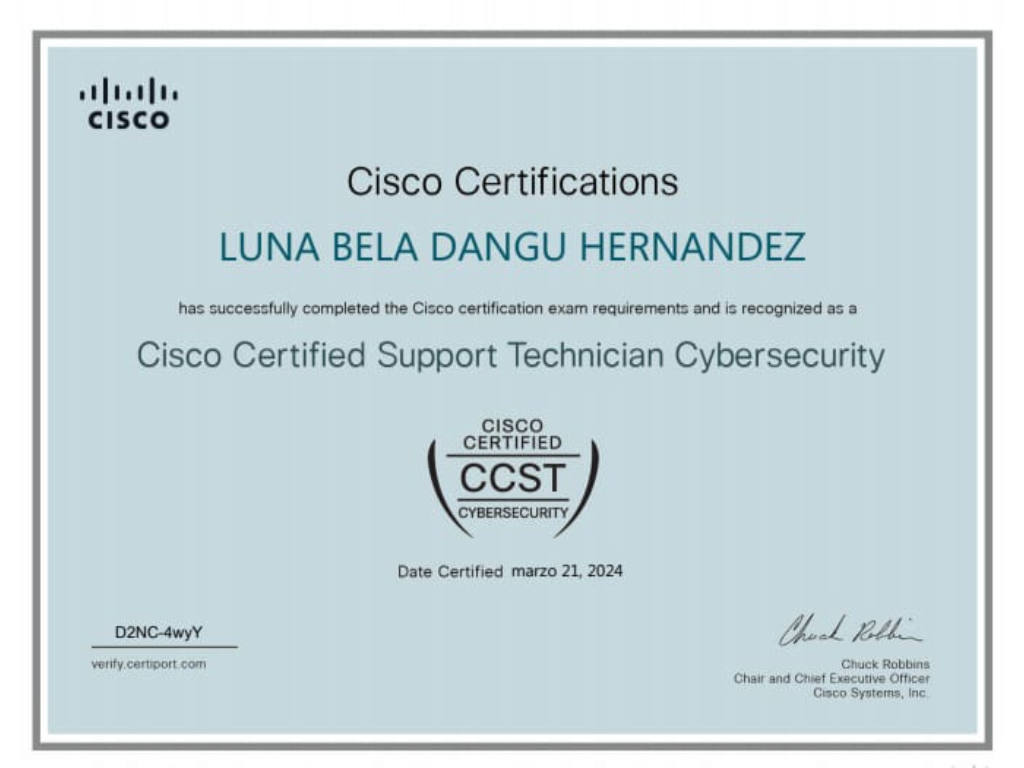 CISCO
Cisco Certifications
LUNA BELA DANGU HERNANDEZ
has successfully completed the Cisco certification exam requirements and is recognized as a
Cisco Certified Support Technician Cybersecurity
CISCO
CERTIFIED
CCST
CYBERSECURITY
Date Certified marzo 21, 2024
D2NC-4wyY
verify.certiport.com
Chuck Robbins
Chuck Robbins
Chair and Chief Executive Officer
Cisco Systems, Inc.